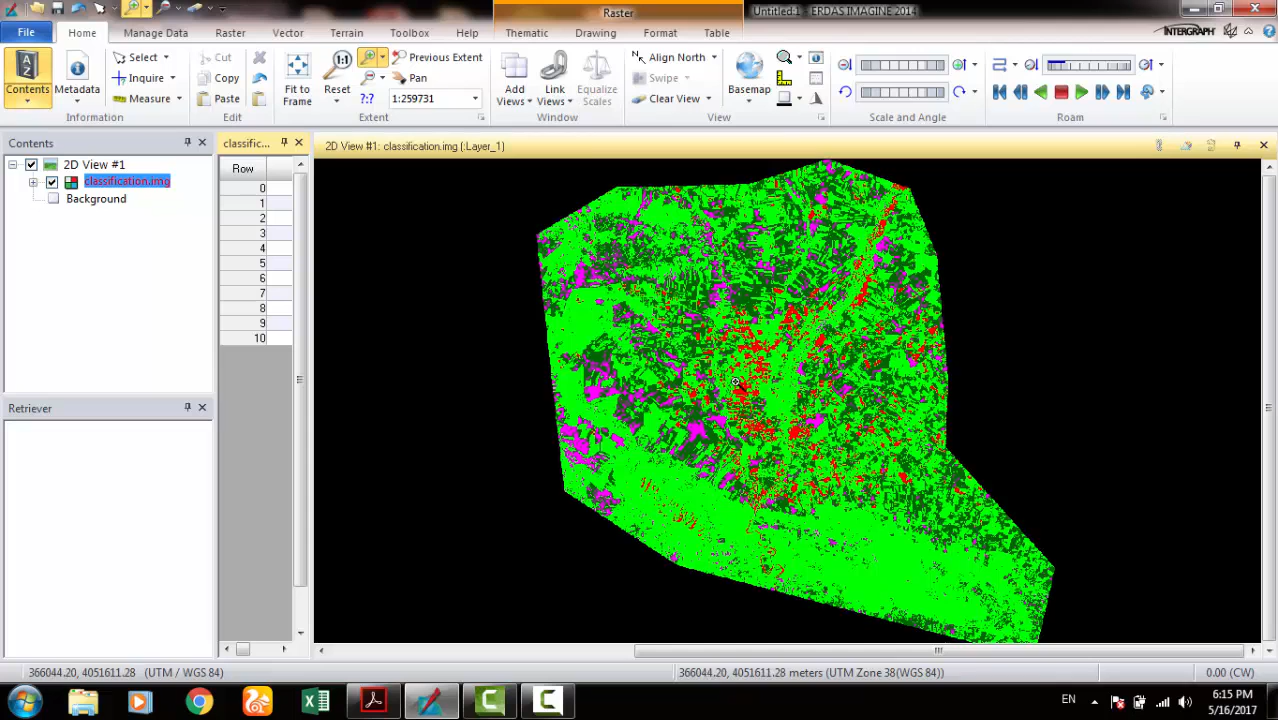 Raster
Untitled:1 - ERDAS IMAGINE 2014
File
Home
Manage Data
Raster
Vector
Terrain
Toolbox
Help
Thematic
Drawing
Format
Table
INTERGRAPH
Contents
Metadata
Select
Inquire
Measure
Information
Cut
Copy
Paste
Edit
Fit to
Frame
1:1
Reset
Previous Extent
Pan
?:?
1:259731
Extent
Add
Views
Link
Views
Equalize
Scales
Window
Align North
Swipe
Clear View
View
Basemap
Scale and Angle
Roam
Contents
2D View #1
classification.img
Background
Retriever
classific...
Row
0
1
2
3
4
5
6
7
8
9
10
2D View #1: classification.img (:Layer_1)
366044.20, 4051611.28 (UTM / WGS 84)
366044.20, 4051611.28 meters (UTM Zone 38(WGS 84))
0.00 (CW)
EN
6:15 PM
5/16/2017